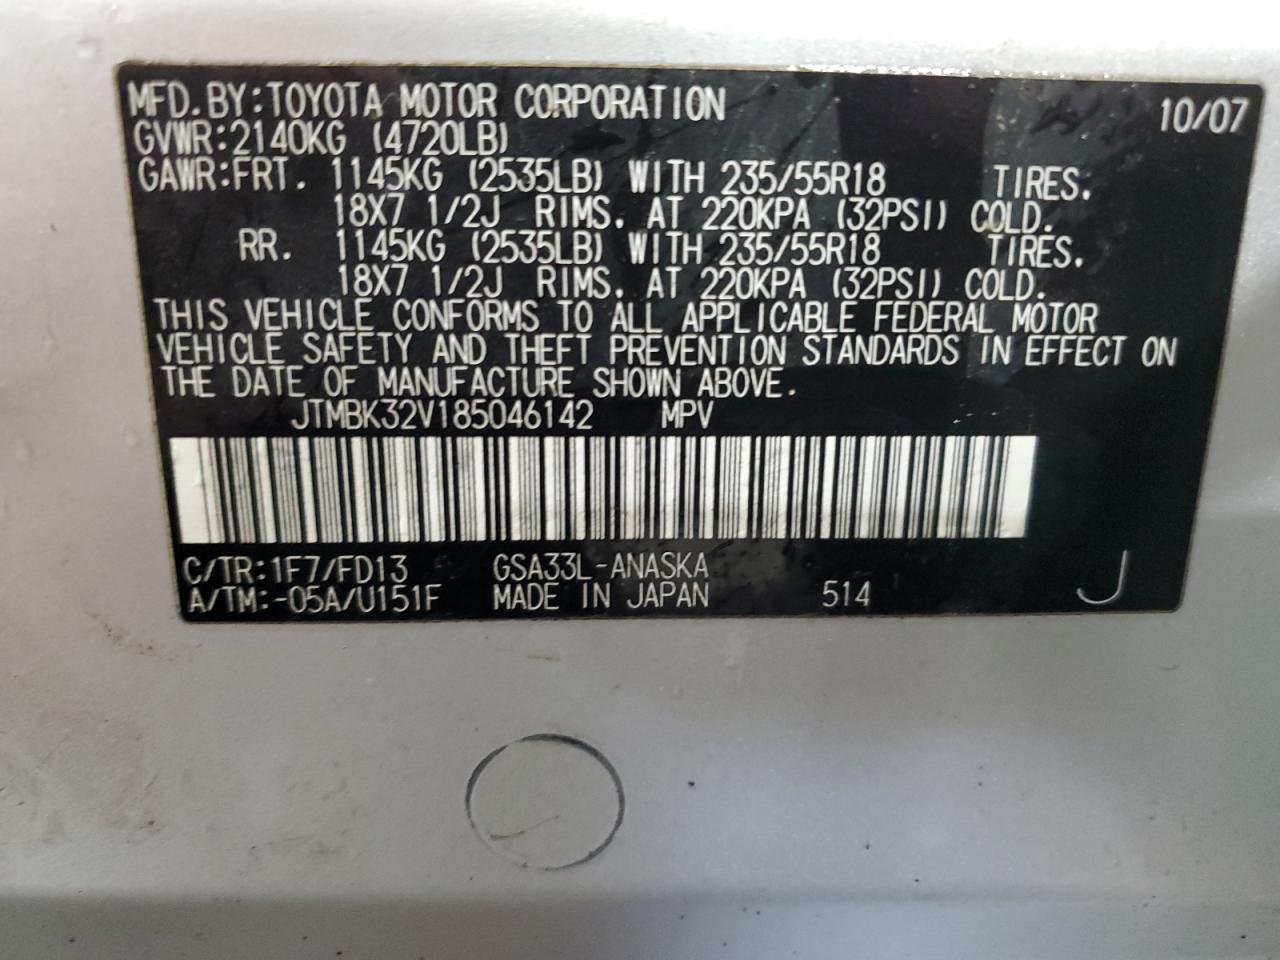 MFD.BY:TOYOTA MOTOR CORPORATION 10/07
GVWR:2140KG (4720LB)
GAWR:FRT. 1145KG (2535LB) WITH 235/55R18 TIRES.
18X7 1/2J RIMS. AT 220KPA (32PSI) COLD.
RR. 1145KG (2535LB) WITH 235/55R18 TIRES.
18X7 1/2J RIMS. AT 220KPA (32PSI) COLD.
THIS VEHICLE CONFORMS TO ALL APPLICABLE FEDERAL MOTOR
VEHICLE SAFETY AND THEFT PREVENTION STANDARDS IN EFFECT ON
THE DATE OF MANUFACTURE SHOWN ABOVE.
JTMBK32V185046142 MPV
C/TR:1F7/FD13 GSA33L-ANASKA
A/TM:-05A/U151F MADE IN JAPAN 514 J